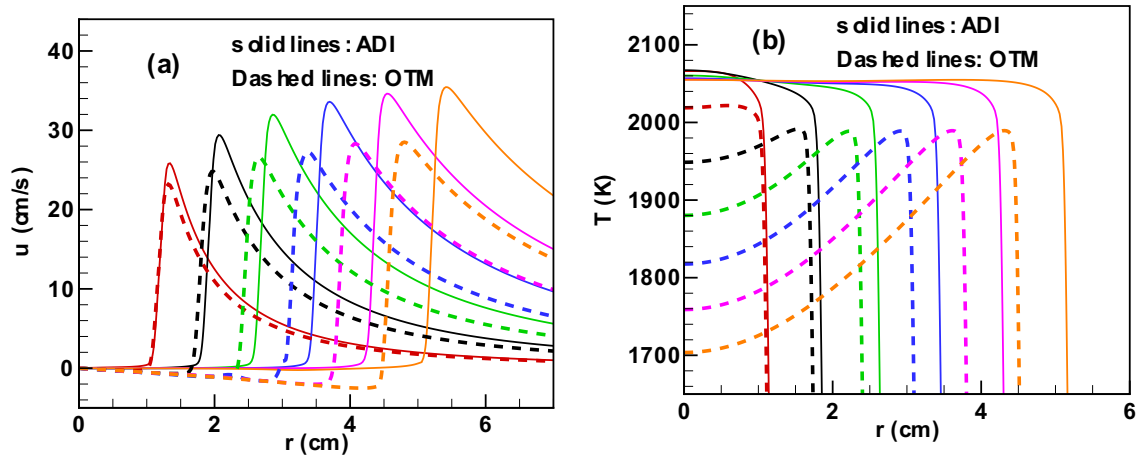 40
30
20
10
0
u (cm/s)
(a)
solid lines : ADI
Dashed lines: OTM
0
2
4
6
r (cm)
2100
2000
1900
1800
1700
T (K)
(b)
solid lines : ADI
Dashed lines: OTM
0
2
4
6
r (cm)